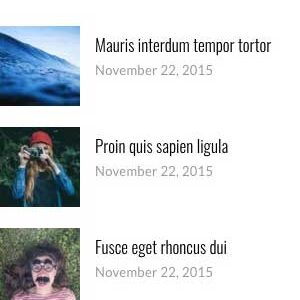 Mauris interdum tempor tortor
November 22, 2015
Proin quis sapien ligula
November 22, 2015
Fusce eget rhoncus dui
November 22, 2015